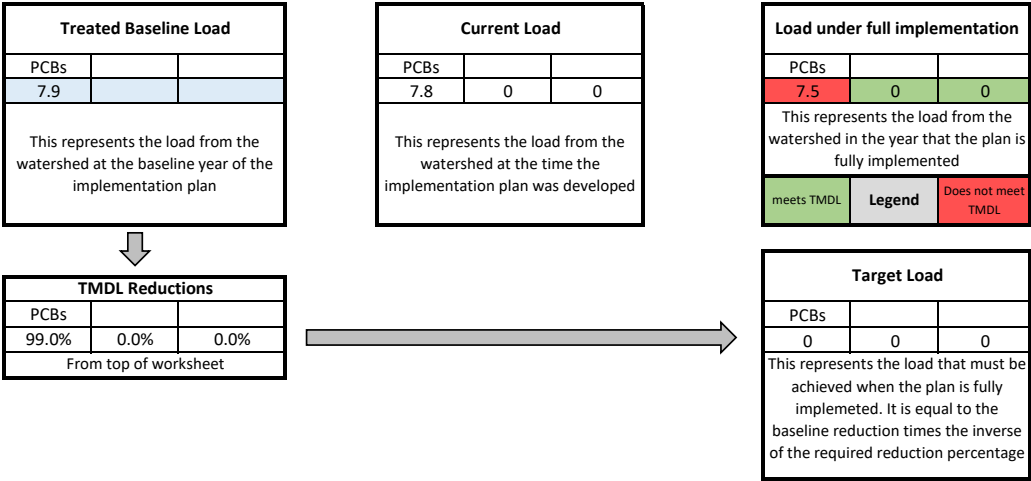 Treated Baseline Load
PCBs
7.9
This represents the load from the
watershed at the baseline year of the
implementation plan
Current Load
PCBs
7.8 0 0
This represents the load from the
watershed at the time the
implementation plan was developed
Load under full implementation
PCBs
7.5 0 0
This represents the load from the
watershed in the year that the plan is
fully implemented
meets TMDL
Legend
Does not meet
TMDL
TMDL Reductions
PCBs
99.0% 0.0% 0.0%
From top of worksheet
Target Load
PCBs
0 0 0
This represents the load that must be
achieved when the plan is fully
implemeted. It is equal to the
baseline reduction times the inverse
of the required reduction percentage